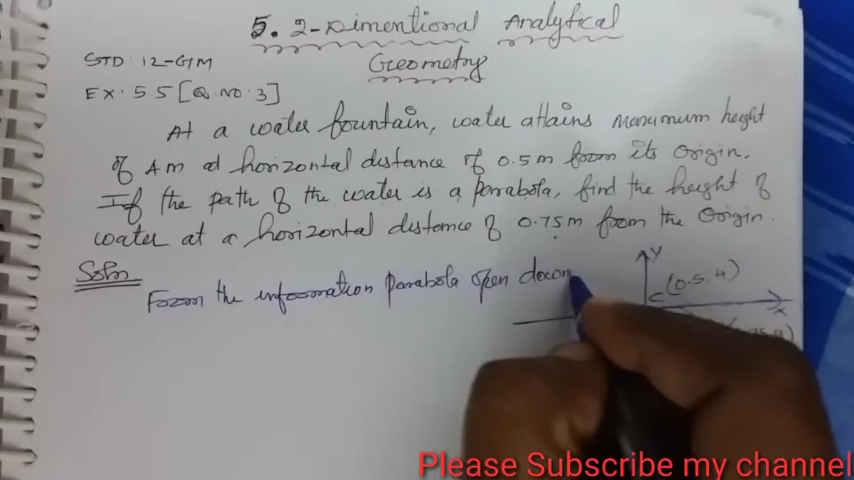 5. 2-Dimentional Analytical
Geometry
STD: 12-GM
EX: 5 5 [Q. NO: 3]
At a water fountain, water attains Manumum height
of 4m at horizontal distance of 0.5m from its Origin.
If the path of the water is a parabola, find the height of
water at a horizontal distance of 0.75m from the Origin.
Soln
From the information parabola open down
Y
(0.5, 4)
x
Please Subscribe my channel